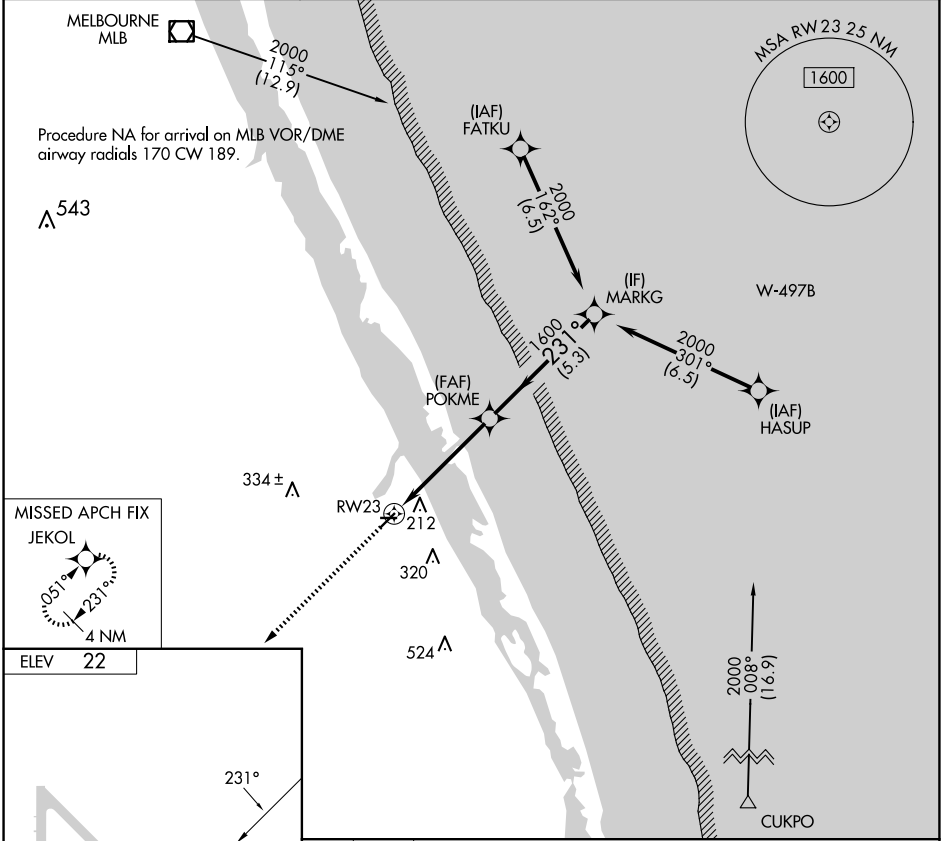 MELBOURNE
MLB
2000
115°
(12.9)
MSA RW 23 25 NM
1600
Procedure NA for arrival on MLB VOR/DME
airway radials 170 CW 189.
(IAF)
FATKU
2000
162°
(6.5)
543
(IF)
MARKG
W-497B
1600
231°
(5.3)
2000
301°
(6.5)
(IAF)
HASUP
(FAF)
POKME
334 ±
RW23
212
320
524
MISSED APCH FIX
JEKOL
051°
231°
4 NM
ELEV 22
231°
2000
008°
(16.9)
CUKPO